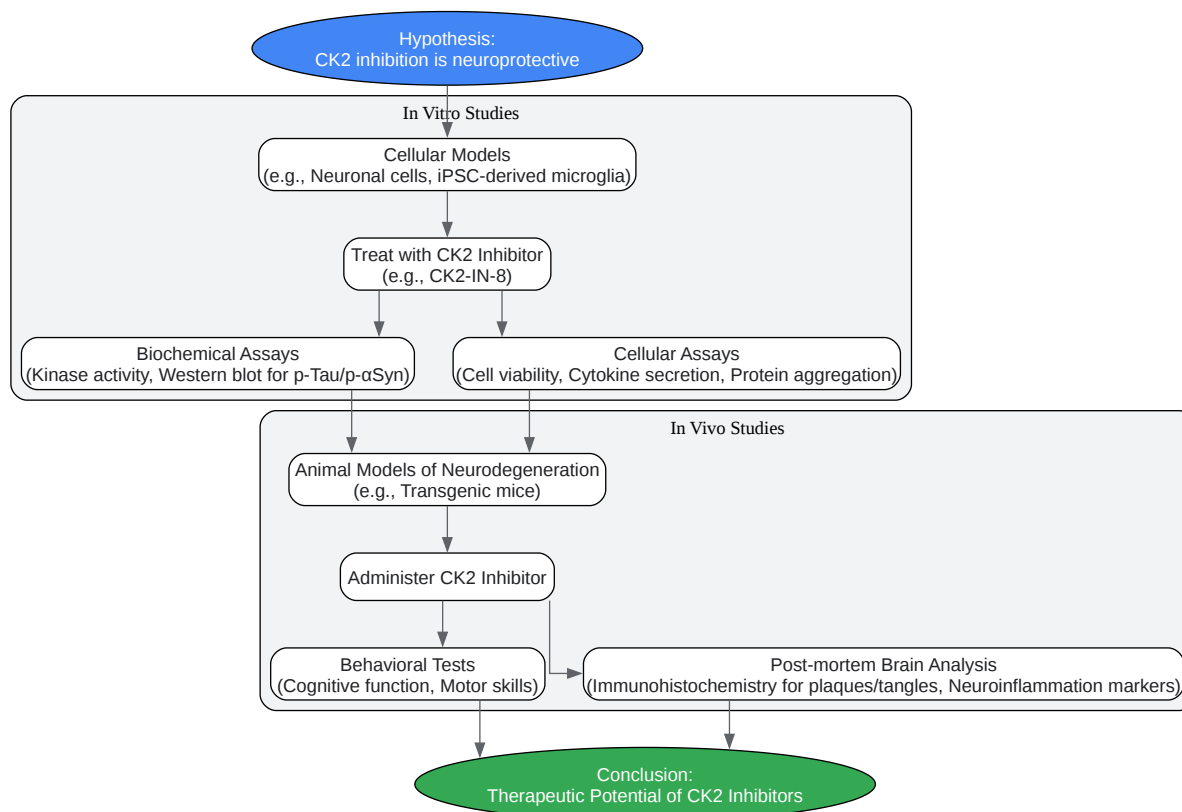 Hypothesis:
CK2 inhibition is neuroprotective
In Vitro Studies
Cellular Models
(e.g., Neuronal cells, iPSC-derived microglia)
Treat with CK2 Inhibitor
(e.g., CK2-IN-8)
Biochemical Assays
(Kinase activity, Western blot for p-Tau/p-αSyn)
Cellular Assays
(Cell viability, Cytokine secretion, Protein aggregation)
In Vivo Studies
Animal Models of Neurodegeneration
(e.g., Transgenic mice)
Administer CK2 Inhibitor
Behavioral Tests
(Cognitive function, Motor skills)
Post-mortem Brain Analysis
(Immunohistochemistry for plaques/tangles, Neuroinflammation markers)
Conclusion:
Therapeutic Potential of CK2 Inhibitors